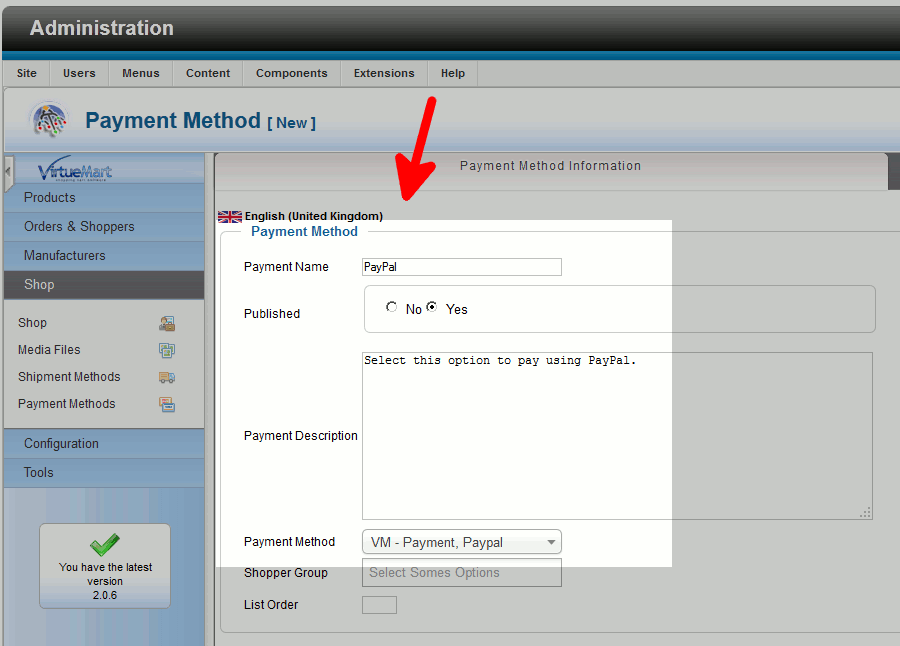 Administration
Site Users Menus Content Components Extensions Help
Payment Method [ New ]
VirtueMart
Products
Orders & Shoppers
Manufacturers
Shop
Shop
Media Files
Shipment Methods
Payment Methods
Configuration
Tools
You have the latest
version
2.0.6
Payment Method Information
English (United Kingdom)
Payment Method
Payment Name PayPal
Published No Yes
Select this option to pay using PayPal.
Payment Description
Payment Method VM - Payment, Paypal
Shopper Group Select Somes Options
List Order